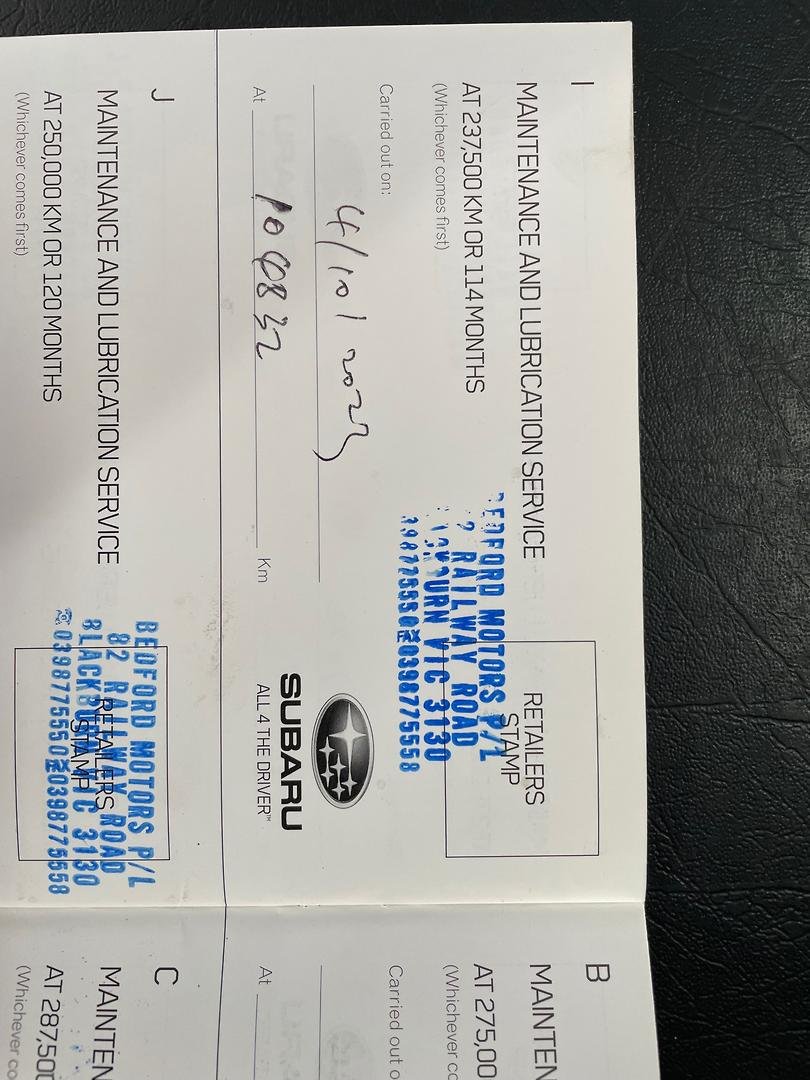 I
MAINTENANCE AND LUBRICATION SERVICE
AT 237,500 KM OR 114 MONTHS
(Whichever comes first)
RETAILERS
STAMP
BEDFORD MOTORS P/L
RAILWAY ROAD
VIC 3130
0398775558
Carried out on:
4/10/2023
At 104832 Km
SUBARU
ALL 4 THE DRIVER™
J
MAINTENANCE AND LUBRICATION SERVICE
AT 250,000 KM OR 120 MONTHS
(Whichever comes first)
RETAILERS
STAMP
BEDFORD MOTORS P/L
82 RAILWAY ROAD
BLACKBURN VIC 3130
☎0398775550 0398775558
B
MAINTEN
AT 275,00
(Whichever co
Carried out o
At
C
MAINTEN
AT 287,500
(Whichever co